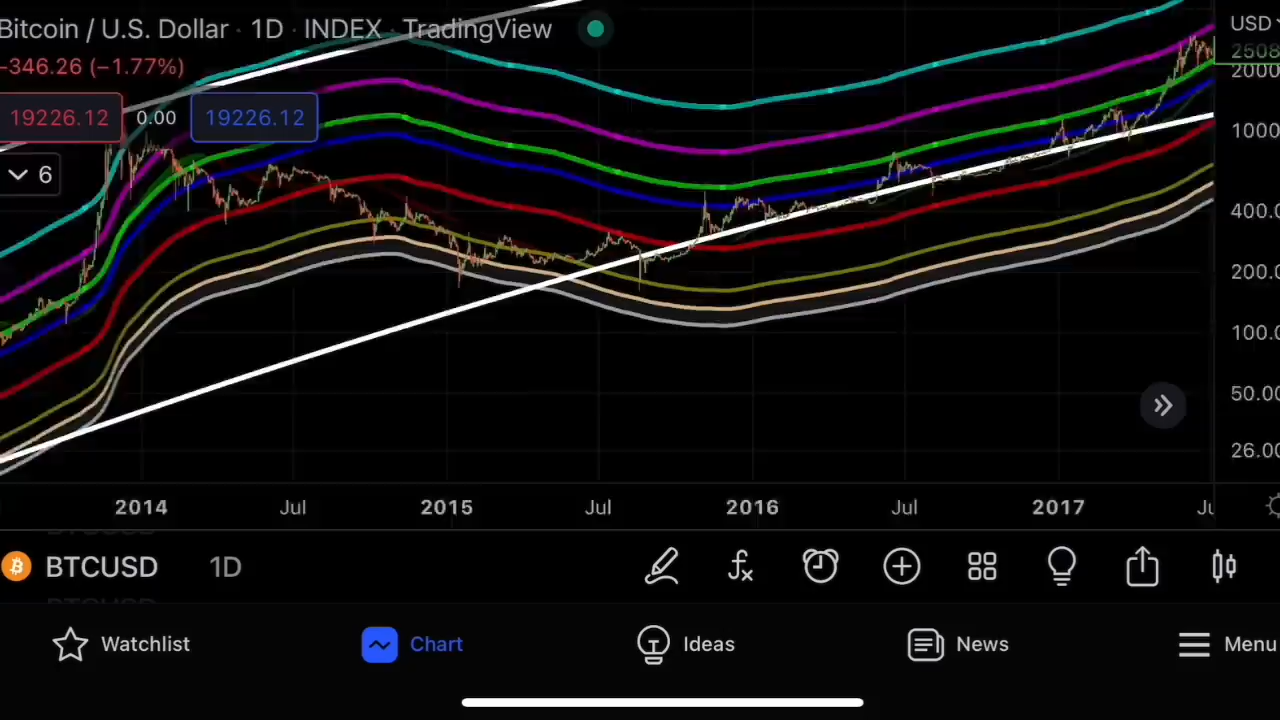 Bitcoin / U.S. Dollar · 1D · INDEX · TradingView
USD
−346.26 (−1.77%)
2508
2000
19226.12 0.00 19226.12
1000
6
400.0
200.0
100.0
50.00
26.00
2014 Jul 2015 Jul 2016 Jul 2017 Ju
BTCUSD 1D
Watchlist Chart Ideas News Menu